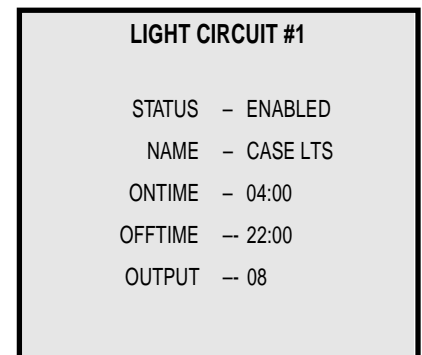 LIGHT CIRCUIT #1
STATUS – ENABLED
NAME – CASE LTS
ONTIME – 04:00
OFFTIME –- 22:00
OUTPUT –- 08